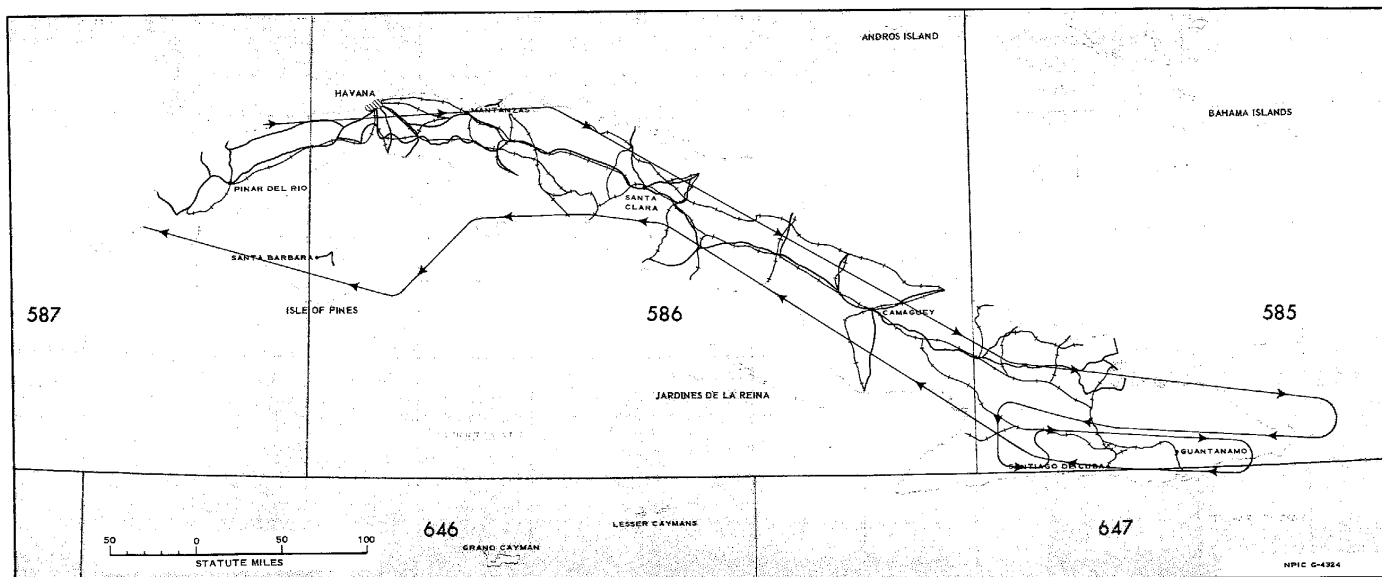 ANDROS ISLAND
HAVANA
MANTANZAS
BAHAMA ISLANDS
PINAR DEL RIO
SANTA
CLARA
SANTA BARBARA
587
ISLE OF PINES
586
CAMAGUEY
585
JARDINES DE LA REINA
GUANTANAMO
SANTIAGO DE CUBA
646
LESSER CAYMANS
647
50 0 50 100
STATUTE MILES
GRAND CAYMAN
NPIC G-4324